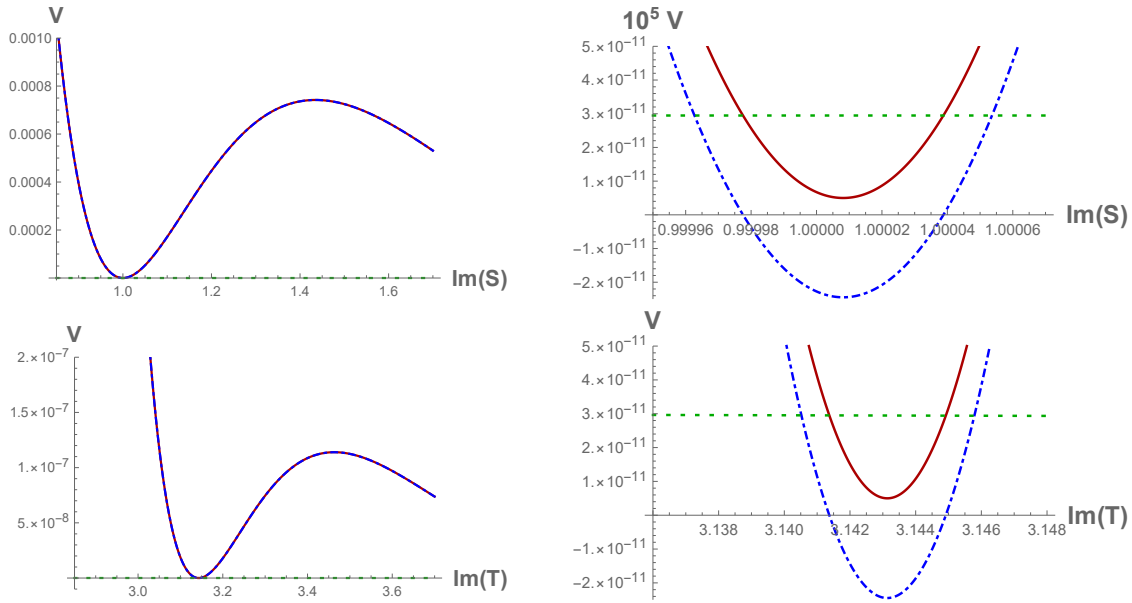 V
0.0010
0.0008
0.0006
0.0004
0.0002
1.0 1.2 1.4 1.6
Im(S)
10⁵ V
5.×10⁻¹¹
4.×10⁻¹¹
3.×10⁻¹¹
2.×10⁻¹¹
1.×10⁻¹¹
-1.×10⁻¹¹
-2.×10⁻¹¹
0.99996 0.99998 1.00000 1.00002 1.00004 1.00006
Im(S)
V
2.×10⁻⁷
1.5×10⁻⁷
1.×10⁻⁷
5.×10⁻⁸
3.0 3.2 3.4 3.6
Im(T)
V
5.×10⁻¹¹
4.×10⁻¹¹
3.×10⁻¹¹
2.×10⁻¹¹
1.×10⁻¹¹
-1.×10⁻¹¹
-2.×10⁻¹¹
3.138 3.140 3.142 3.144 3.146 3.148
Im(T)